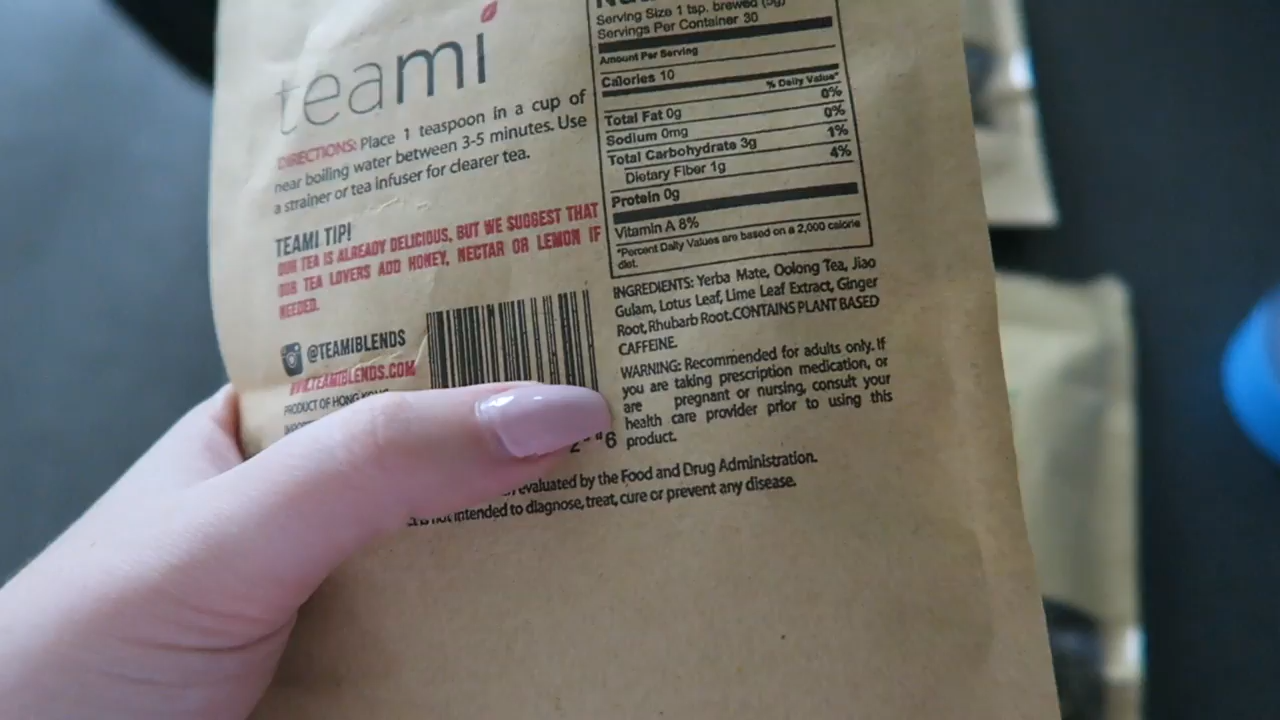 teami
DIRECTIONS: Place 1 teaspoon in a cup of
near boiling water between 3-5 minutes. Use
a strainer or tea infuser for clearer tea.
TEAMI TIP!
OUR TEA IS ALREADY DELICIOUS, BUT WE SUGGEST THAT
OUR TEA LOVERS ADD HONEY, NECTAR OR LEMON IF
NEEDED.
@TEAMIBLENDS
PRODUCT OF HONG
Serving Size 1 tsp. brewed (5g)
Servings Per Container 30
Amount Per Serving
Calories 10
% Daily Value*
Total Fat 0g 0%
Sodium 0mg 0%
Total Carbohydrate 3g 1%
Dietary Fiber 1g 4%
Protein 0g
Vitamin A 8%
*Percent Daily Values are based on a 2,000 calorie
diet.
INGREDIENTS: Yerba Mate, Oolong Tea, Jiao
Gulam, Lotus Leaf, Lime Leaf Extract, Ginger
Root, Rhubarb Root. CONTAINS PLANT BASED
CAFFEINE.
WARNING: Recommended for adults only. If
you are taking prescription medication, or
are pregnant or nursing, consult your
health care provider prior to using this
product.
6
evaluated by the Food and Drug Administration.
intended to diagnose, treat, cure or prevent any disease.